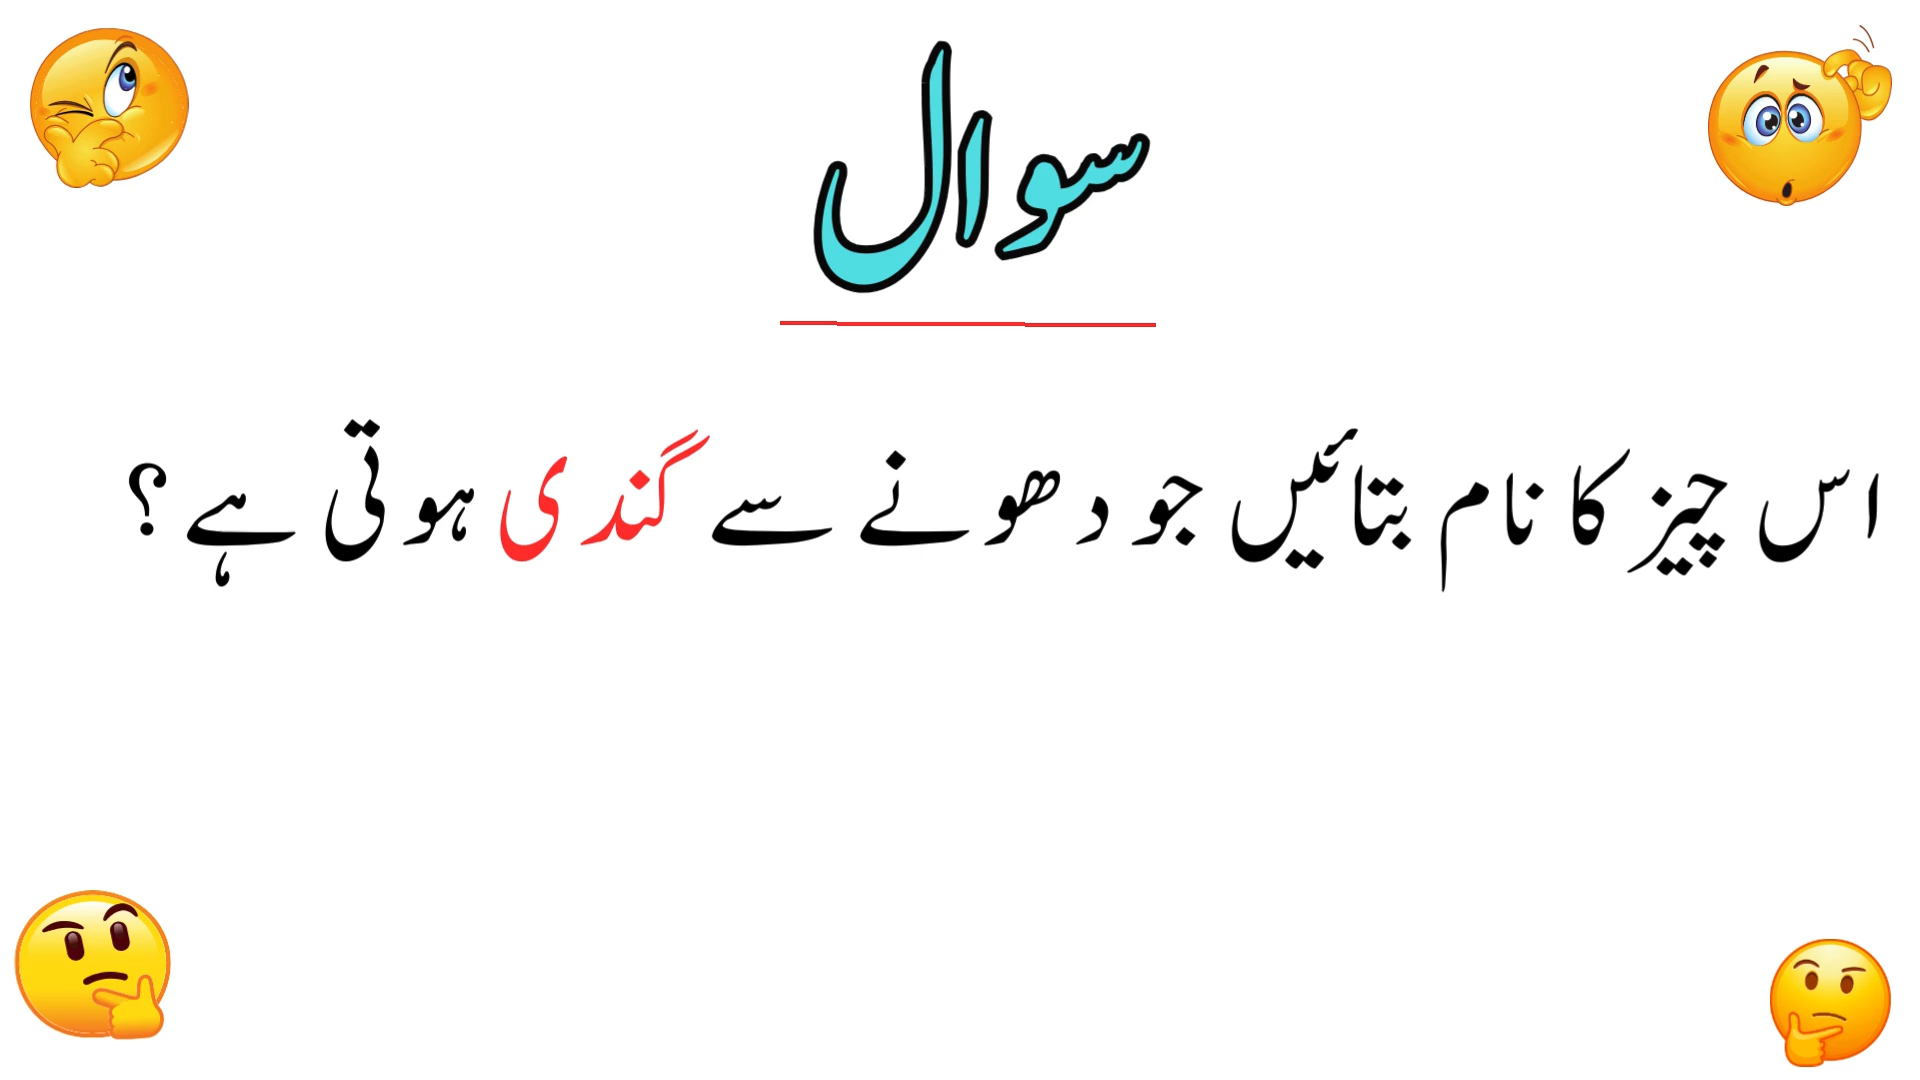 سوال
اس چیز کا نام بتائیں جو دھونے سے گندی ہوتی ہے ؟